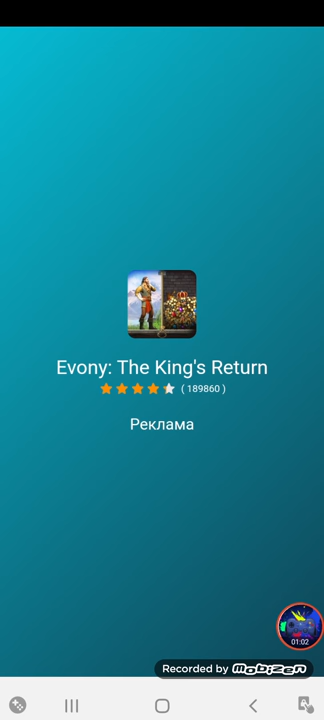 Evony: The King's Return
( 189860 )
Реклама
01:02
Recorded by mobizen